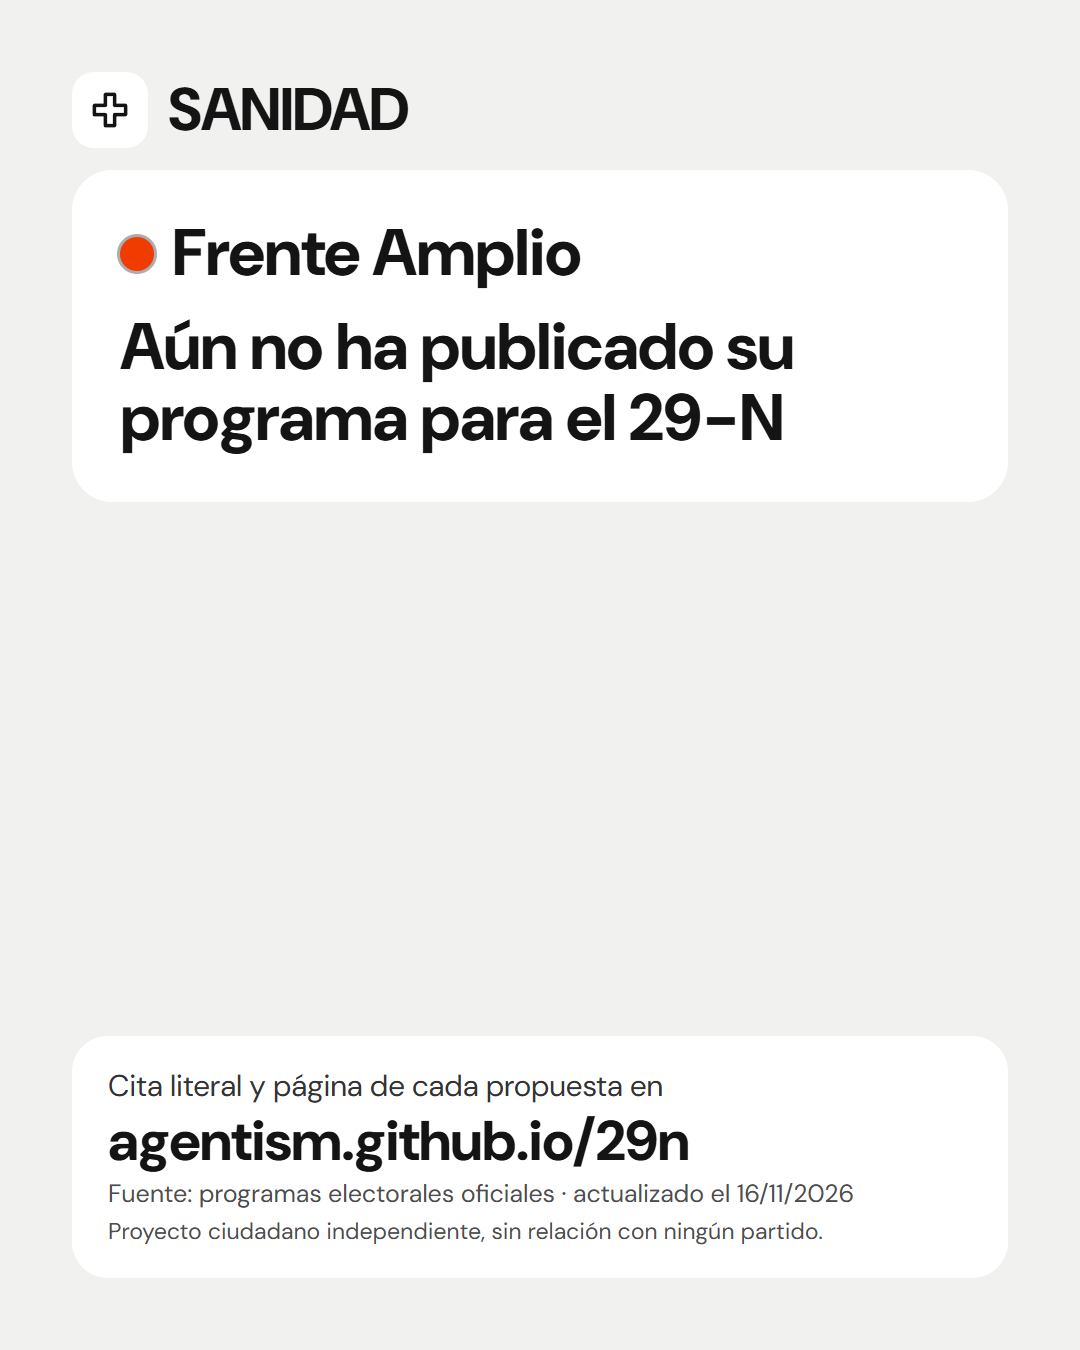 SANIDAD
Frente Amplio
Aún no ha publicado su
programa para el 29-N
Cita literal y página de cada propuesta en
agentism.github.io/29n
Fuente: programas electorales oficiales · actualizado el 16/11/2026
Proyecto ciudadano independiente, sin relación con ningún partido.